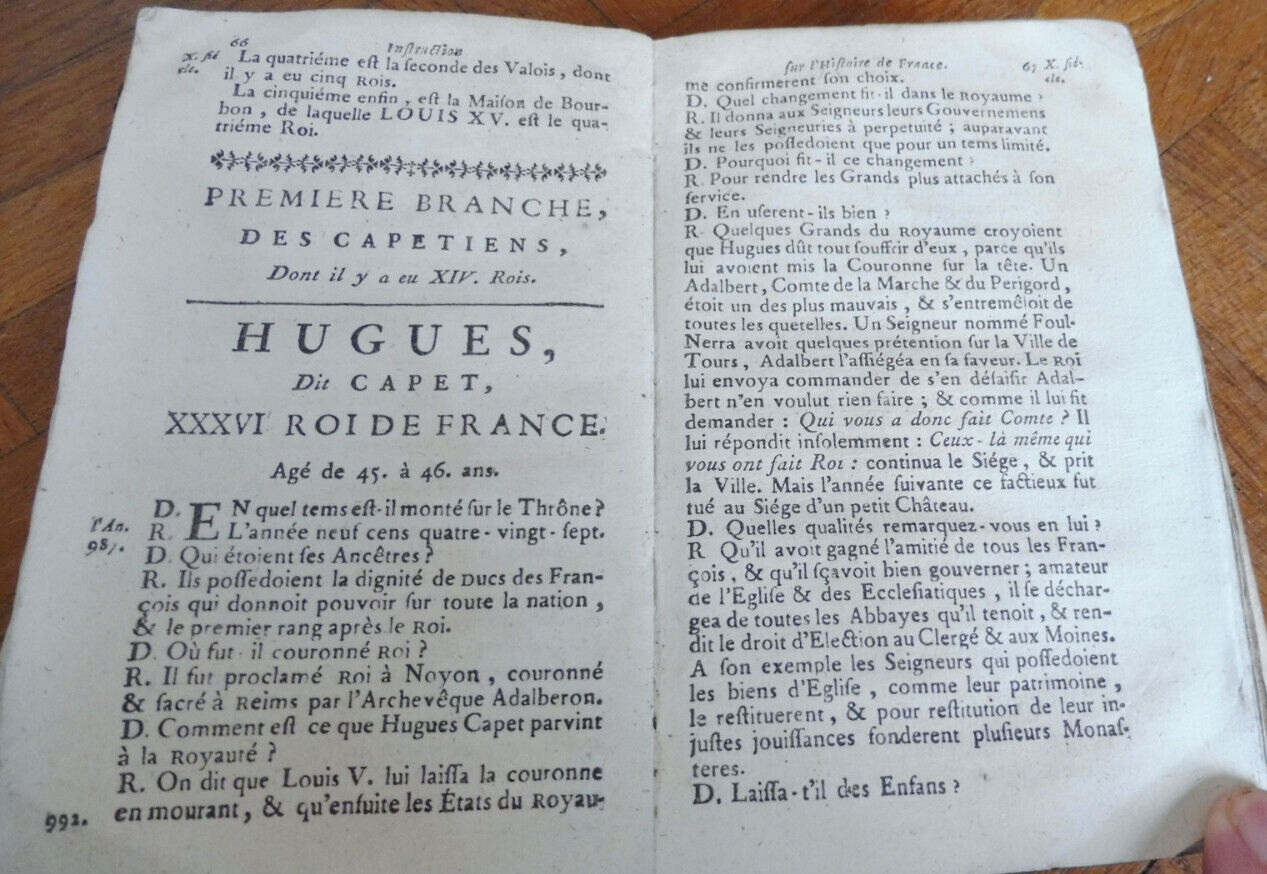 66 Instruction
X. sié
cle.
La quatriéme est la seconde des Valois, dont
il y a eu cinq Rois.
La cinquiéme enfin, est la Maison de Bour-
bon, de laquelle LOUIS XV. est le qua-
triéme Roi.
PREMIERE BRANCHE,
DES CAPETIENS,
Dont il y a eu XIV. Rois.
HUGUES,
Dit CAPET,
XXXVI ROI DE FRANCE.
Agé de 45. à 46. ans.
l'An.
987.
D. EN quel tems est-il monté sur le Thrône?
R. L'année neuf cens quatre-vingt-sept.
D. Qui étoient ses Ancêtres?
R. Ils possedoient la dignité de Ducs des Fran-
çois qui donnoit pouvoir sur toute la nation,
& le premier rang après le Roi.
D. Où fut-il couronné Roi?
R. Il fut proclamé Roi à Noyon, couronné
& sacré à Reims par l'Archevêque Adalberon.
D. Comment est ce que Hugues Capet parvint
à la Royauté?
R. On dit que Louis V. lui laissa la couronne
992. en mourant, & qu'ensuite les États du Royau-
sur l'Histoire de France. 67 X. sié-
cle.
me confirmerent son choix.
D. Quel changement fit-il dans le Royaume?
R. Il donna aux Seigneurs leurs Gouvernemens
& leurs Seigneuries à perpetuité; auparavant
ils ne les possedoient que pour un tems limité.
D. Pourquoi fit-il ce changement?
R. Pour rendre les Grands plus attachés à son
service.
D. En userent-ils bien?
R. Quelques Grands du Royaume croyoient
que Hugues dût tout souffrir d'eux, parce qu'ils
lui avoient mis la Couronne sur la tête. Un
Adalbert, Comte de la Marche & du Perigord,
étoit un des plus mauvais, & s'entremêloit de
toutes les quetelles. Un Seigneur nommé Foul-
Nerra avoit quelques prétention sur la Ville de
Tours, Adalbert l'assiégéa en sa faveur. Le Roi
lui envoya commander de s'en désaisir Adal-
bert n'en voulut rien faire; & comme il lui fit
demander: Qui vous a donc fait Comte? Il
lui répondit insolemment: Ceux-là même qui
vous ont fait Roi: continua le Siége, & prit
la Ville. Mais l'année suivante ce factieux fut
tué au Siége d'un petit Château.
D. Quelles qualités remarquez-vous en lui?
R Qu'il avoit gagné l'amitié de tous les Fran-
çois, & qu'il sçavoit bien gouverner; amateur
de l'Eglise & des Ecclesiatiques, il se déchar-
gea de toutes les Abbayes qu'il tenoit, & ren-
dit le droit d'Election au Clergé & aux Moines.
A son exemple les Seigneurs qui possedoient
les biens d'Eglise, comme leur patrimoine,
le restituerent, & pour restitution de leur in-
justes jouissances fonderent plusieurs Monas-
teres.
D. Laissa-t'il des Enfans?